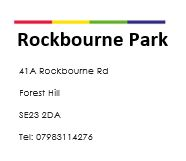 Rockbourne Park
41A Rockbourne Rd
Forest Hill
SE23 2DA
Tel: 07983114276